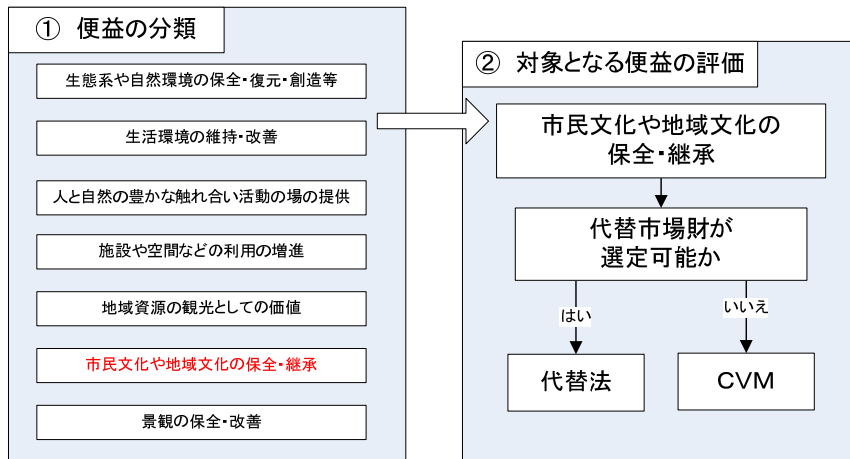 ① 便益の分類
生態系や自然環境の保全・復元・創造等
生活環境の維持・改善
人と自然の豊かな触れ合い活動の場の提供
施設や空間などの利用の増進
地域資源の観光としての価値
市民文化や地域文化の保全・継承
景観の保全・改善
② 対象となる便益の評価
市民文化や地域文化の
保全・継承
代替市場財が
選定可能か
はい
いいえ
代替法
CVM